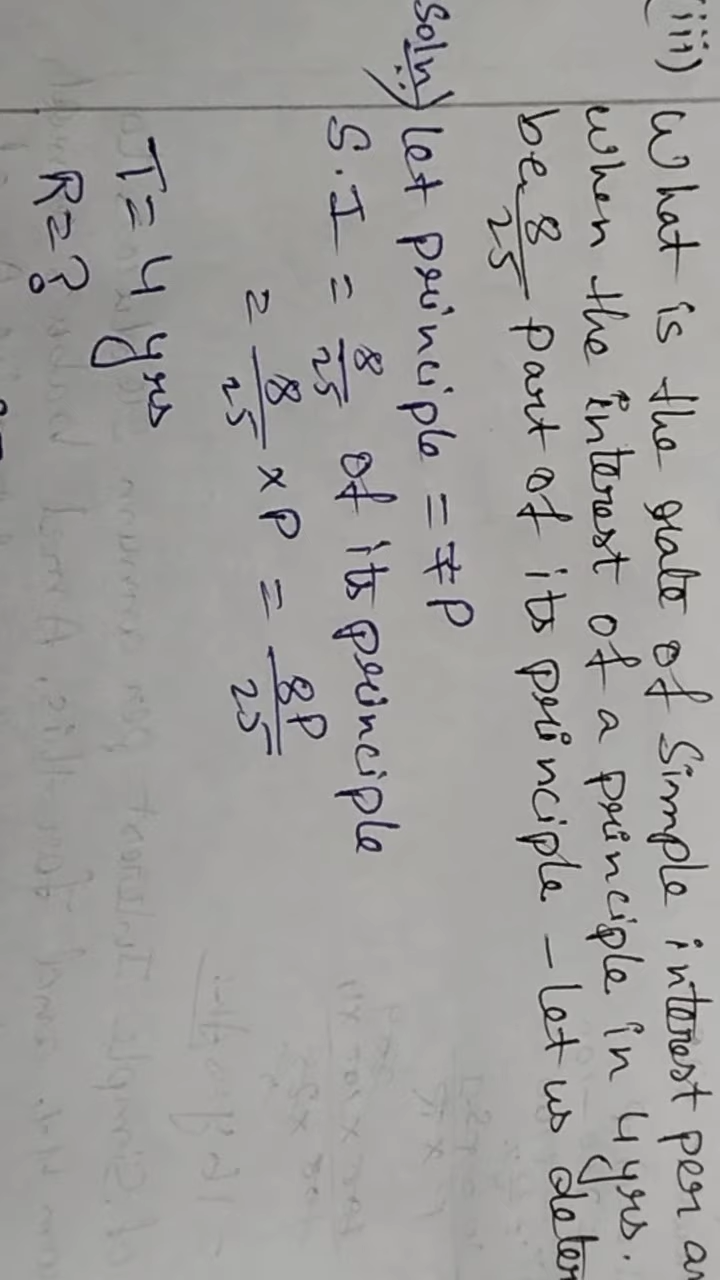 (iii) What is the rate of Simple interest per an
when the interest of a principle in 4 yrs.
be 8/25 part of its principle - let us deter
Soln) let principle = ₹ P
S.I = 8/25 of its principle
= 8/25 × P = 8P/25
T = 4 yrs
R = ?